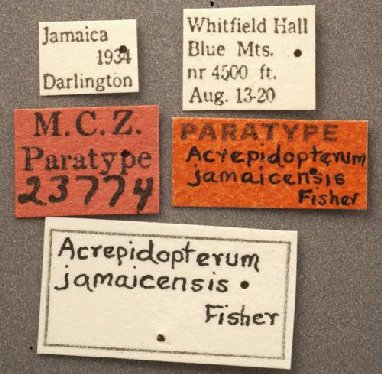 Jamaica
1934
Darlington
Whitfield Hall
Blue Mts.
nr 4500 ft.
Aug. 13-20
M.C.Z.
Paratype
23774
PARATYPE
Acrepidopterum
jamaicensis
Fisher
Acrepidopterum
jamaicensis
Fisher